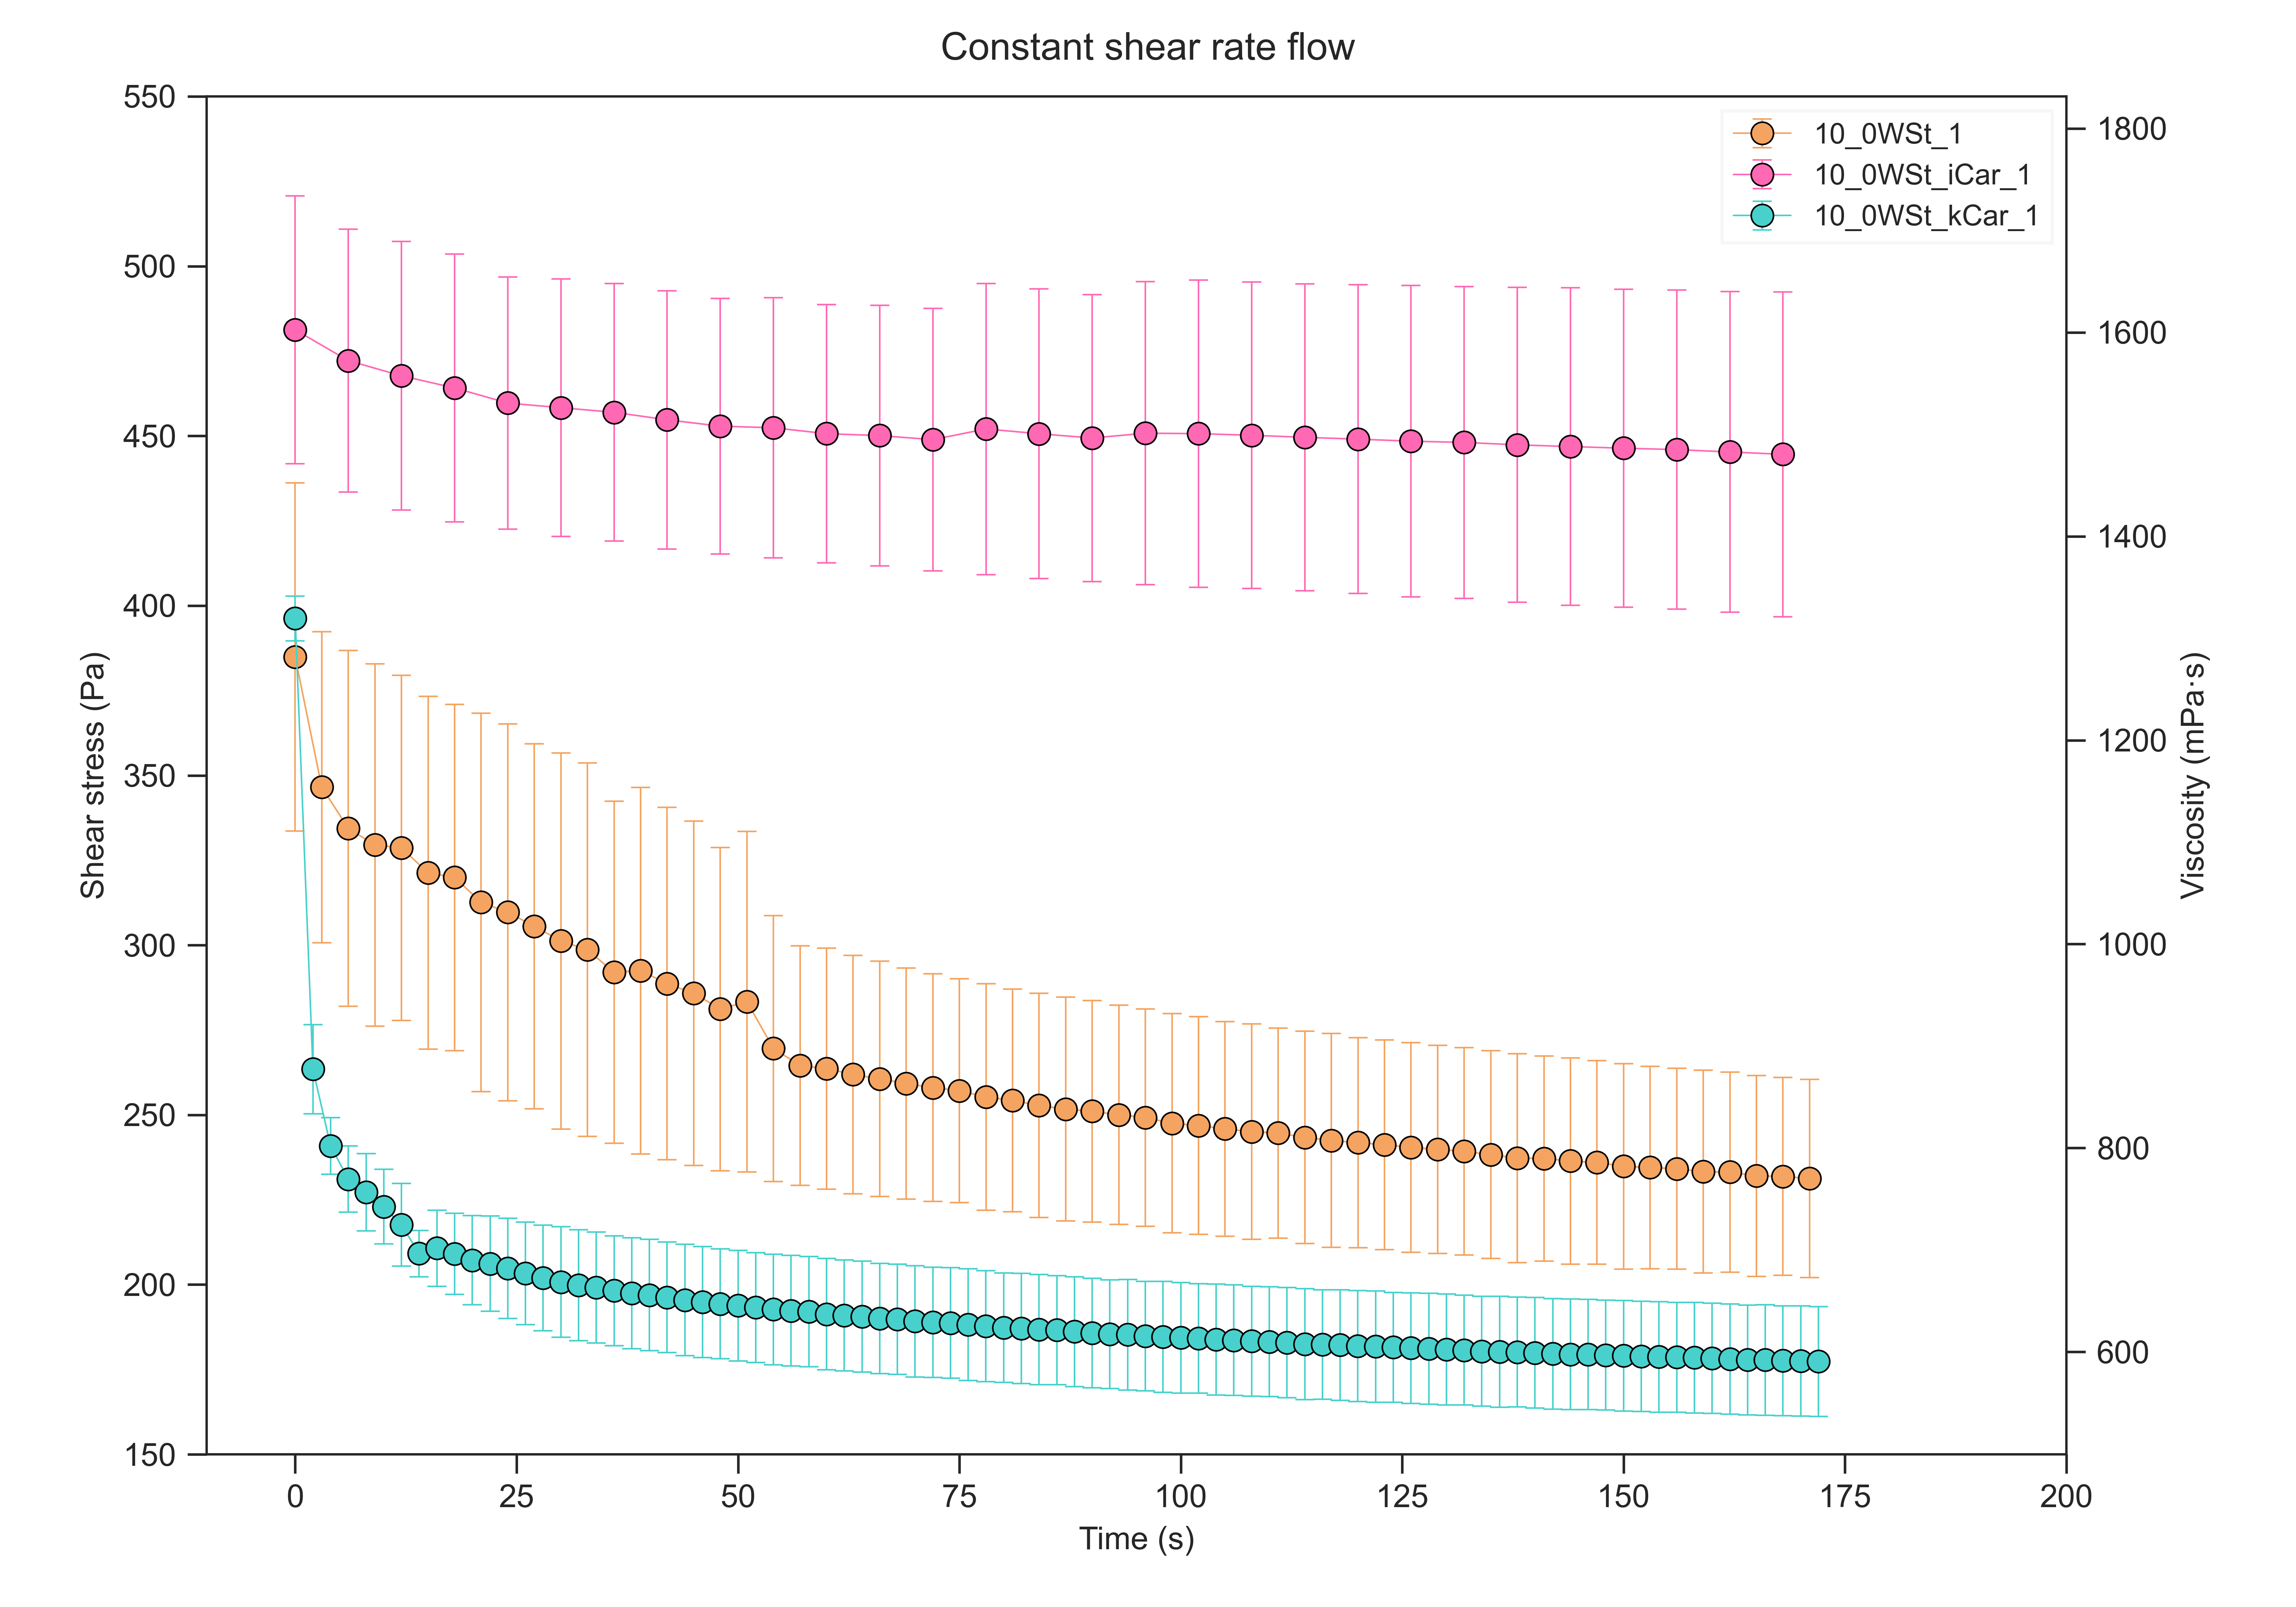 Constant shear rate flow
10_0WSt_1
10_0WSt_iCar_1
10_0WSt_kCar_1
Shear stress (Pa)
550
500
450
400
350
300
250
200
150
Viscosity (mPa·s)
1800
1600
1400
1200
1000
800
600
0 25 50 75 100 125 150 175 200
Time (s)